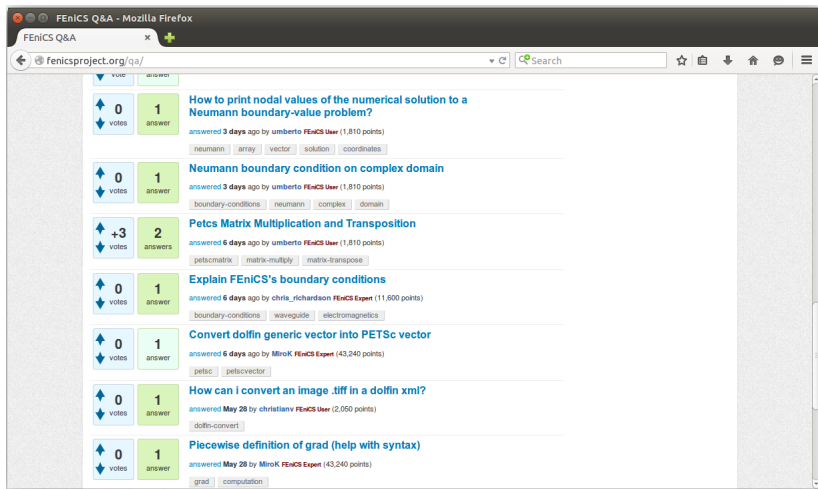 FEniCS Q&A - Mozilla Firefox
FEniCS Q&A
fenicsproject.org/qa/
Search
vote answer
0 1
votes answer
How to print nodal values of the numerical solution to a
Neumann boundary-value problem?
answered 3 days ago by umberto FEniCS User (1,810 points)
neumann array vector solution coordinates
0 1
votes answer
Neumann boundary condition on complex domain
answered 3 days ago by umberto FEniCS User (1,810 points)
boundary-conditions neumann complex domain
+3 2
votes answers
Petcs Matrix Multiplication and Transposition
answered 6 days ago by umberto FEniCS User (1,810 points)
petscmatrix matrix-multiply matrix-transpose
0 1
votes answer
Explain FEniCS's boundary conditions
answered 6 days ago by chris_richardson FEniCS Expert (11,600 points)
boundary-conditions waveguide electromagnetics
0 1
votes answer
Convert dolfin generic vector into PETSc vector
answered 6 days ago by MiroK FEniCS Expert (43,240 points)
petsc petscvector
0 1
votes answer
How can i convert an image .tiff in a dolfin xml?
answered May 28 by christianv FEniCS User (2,050 points)
dolfin-convert
0 1
votes answer
Piecewise definition of grad (help with syntax)
answered May 28 by MiroK FEniCS Expert (43,240 points)
grad computation